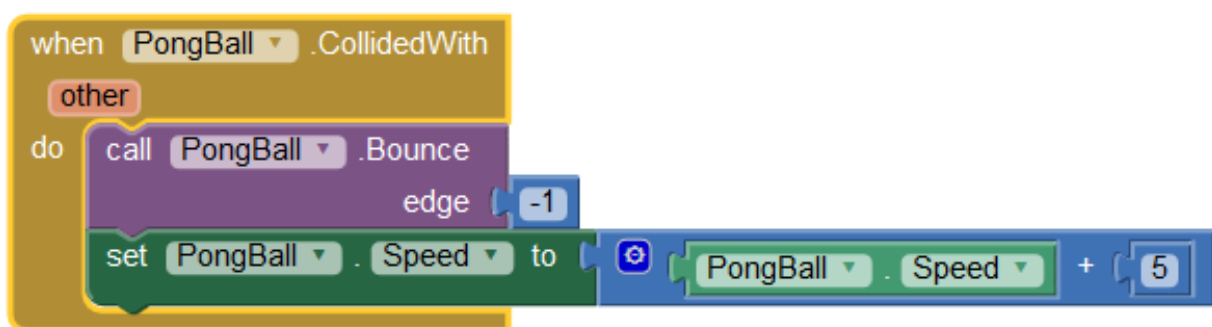 when PongBall .CollidedWith
other
do call PongBall .Bounce
edge -1
set PongBall . Speed to PongBall . Speed + 5